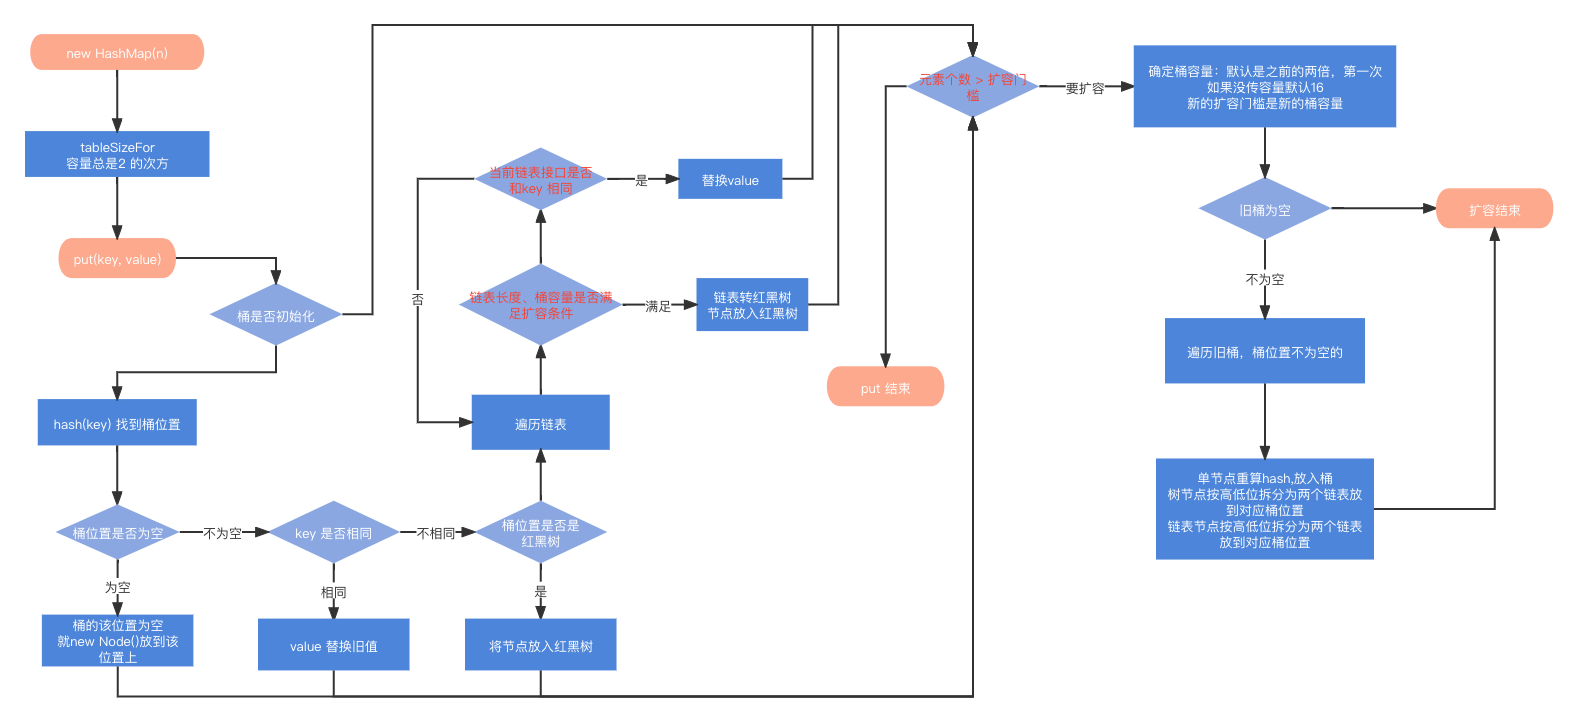 new HashMap(n)
tableSizeFor
容量总是2 的次方
put(key, value)
桶是否初始化
hash(key) 找到桶位置
桶位置是否为空
不为空
为空
桶的该位置为空
就new Node()放到该
位置上
key 是否相同
不相同
相同
value 替换旧值
桶位置是否是
红黑树
是
将节点放入红黑树
遍历链表
链表长度、桶容量是否满
足扩容条件
满足
链表转红黑树
节点放入红黑树
当前链表接口是否
和key 相同
是
否
替换value
元素个数 > 扩容门
槛
要扩容
put 结束
确定桶容量：默认是之前的两倍，第一次
如果没传容量默认16
新的扩容门槛是新的桶容量
旧桶为空
扩容结束
不为空
遍历旧桶，桶位置不为空的
单节点重算hash,放入桶
树节点按高低位拆分为两个链表放
到对应桶位置
链表节点按高低位拆分为两个链表
放到对应桶位置